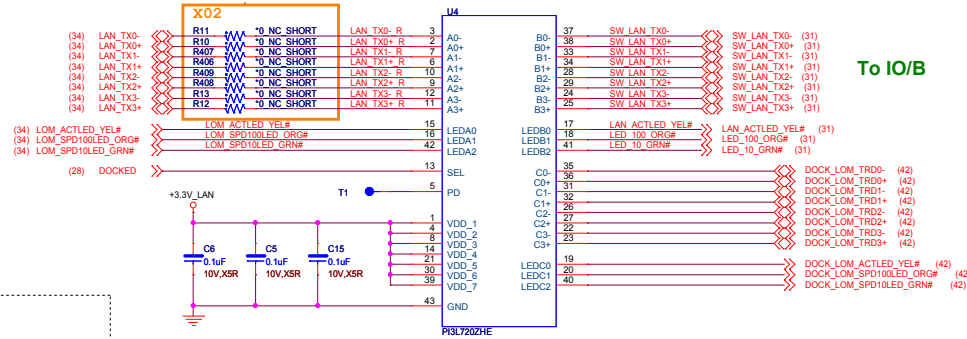 X02
U4
(34) LAN_TX0- R11 *0_NC_SHORT LAN_TX0-_R 3 A0- B0- 37 SW_LAN_TX0- SW_LAN_TX0- (31)
(34) LAN_TX0+ R10 *0_NC_SHORT LAN_TX0+_R 2 A0+ B0+ 38 SW_LAN_TX0+ SW_LAN_TX0+ (31)
(34) LAN_TX1- R407 *0_NC_SHORT LAN_TX1-_R 7 A1- B1- 33 SW_LAN_TX1- SW_LAN_TX1- (31)
(34) LAN_TX1+ R406 *0_NC_SHORT LAN_TX1+_R 6 A1+ B1+ 34 SW_LAN_TX1+ SW_LAN_TX1+ (31)
(34) LAN_TX2- R409 *0_NC_SHORT LAN_TX2-_R 10 A2- B2- 28 SW_LAN_TX2- SW_LAN_TX2- (31)
(34) LAN_TX2+ R408 *0_NC_SHORT LAN_TX2+_R 9 A2+ B2+ 29 SW_LAN_TX2+ SW_LAN_TX2+ (31)
(34) LAN_TX3- R13 *0_NC_SHORT LAN_TX3-_R 12 A3- B3- 24 SW_LAN_TX3- SW_LAN_TX3- (31)
(34) LAN_TX3+ R12 *0_NC_SHORT LAN_TX3+_R 11 A3+ B3+ 25 SW_LAN_TX3+ SW_LAN_TX3+ (31)
To IO/B
(34) LOM_ACTLED_YEL# LOM_ACTLED_YEL# 15 LEDA0 LEDB0 17 LAN_ACTLED_YEL# LAN_ACTLED_YEL# (31)
(34) LOM_SPD100LED_ORG# LOM_SPD100LED_ORG# 16 LEDA1 LEDB1 18 LED_100_ORG# LED_100_ORG# (31)
(34) LOM_SPD10LED_GRN# LOM_SPD10LED_GRN# 42 LEDA2 LEDB2 41 LED_10_GRN# LED_10_GRN# (31)
(28) DOCKED 13 SEL C0- 35 DOCK_LOM_TRD0- (42)
C0+ 36 DOCK_LOM_TRD0+ (42)
T1 5 PD C1- 31 DOCK_LOM_TRD1- (42)
C1+ 32 DOCK_LOM_TRD1+ (42)
+3.3V_LAN
C2- 26 DOCK_LOM_TRD2- (42)
1 VDD_1 C2+ 27 DOCK_LOM_TRD2+ (42)
4 VDD_2 C3- 22 DOCK_LOM_TRD3- (42)
8 VDD_3 C3+ 23 DOCK_LOM_TRD3+ (42)
C6 C5 C15 14 VDD_4
0.1uF 0.1uF 0.1uF 21 VDD_5 LEDC0 19 DOCK_LOM_ACTLED_YEL# (42)
10V,X5R 10V,X5R 10V,X5R 30 VDD_6 LEDC1 20 DOCK_LOM_SPD100LED_ORG# (42
39 VDD_7 LEDC2 40 DOCK_LOM_SPD10LED_GRN# (42)
43 GND
PI3L720ZHE